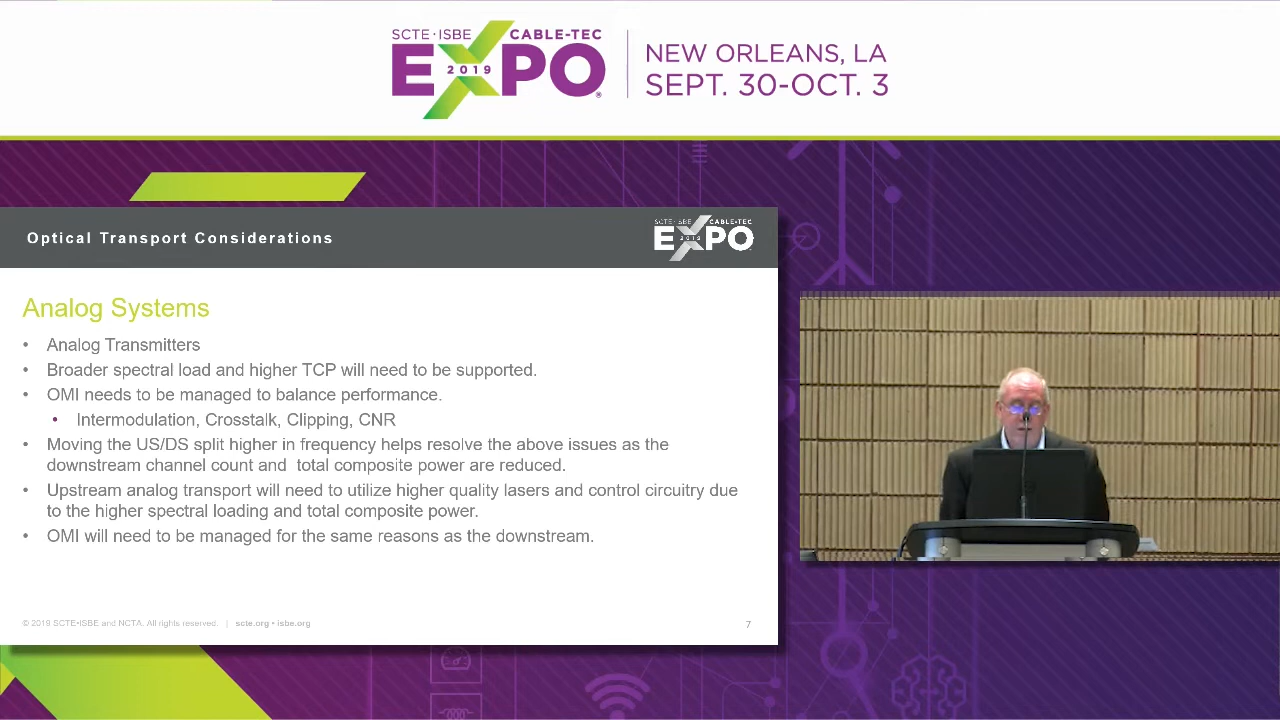 SCTE·ISBE CABLE-TEC
EXPO
2019
NEW ORLEANS, LA
SEPT. 30-OCT. 3
Optical Transport Considerations
SCTE·ISBE CABLE-TEC
EXPO
2019
Analog Systems
• Analog Transmitters
• Broader spectral load and higher TCP will need to be supported.
• OMI needs to be managed to balance performance.
• Intermodulation, Crosstalk, Clipping, CNR
• Moving the US/DS split higher in frequency helps resolve the above issues as the
downstream channel count and  total composite power are reduced.
• Upstream analog transport will need to utilize higher quality lasers and control circuitry due
to the higher spectral loading and total composite power.
• OMI will need to be managed for the same reasons as the downstream.
© 2019 SCTE•ISBE and NCTA. All rights reserved. | scte.org • isbe.org
7